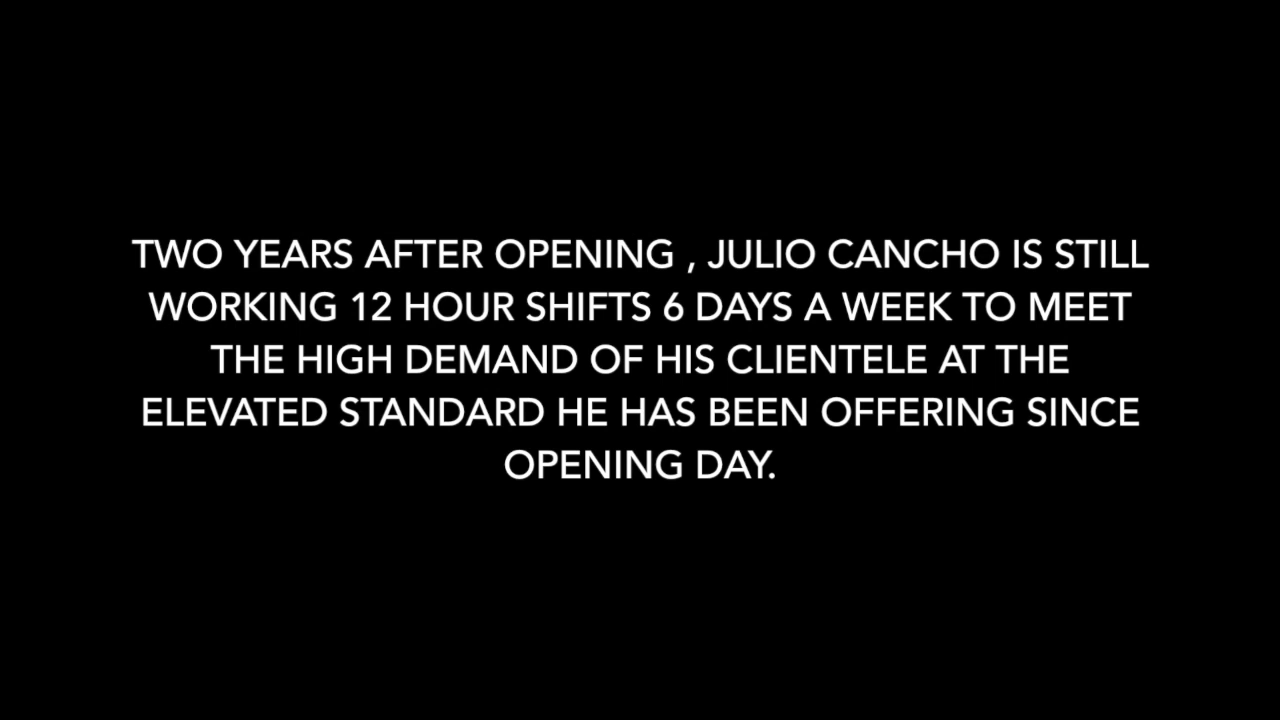 TWO YEARS AFTER OPENING , JULIO CANCHO IS STILL
WORKING 12 HOUR SHIFTS 6 DAYS A WEEK TO MEET
THE HIGH DEMAND OF HIS CLIENTELE AT THE
ELEVATED STANDARD HE HAS BEEN OFFERING SINCE
OPENING DAY.